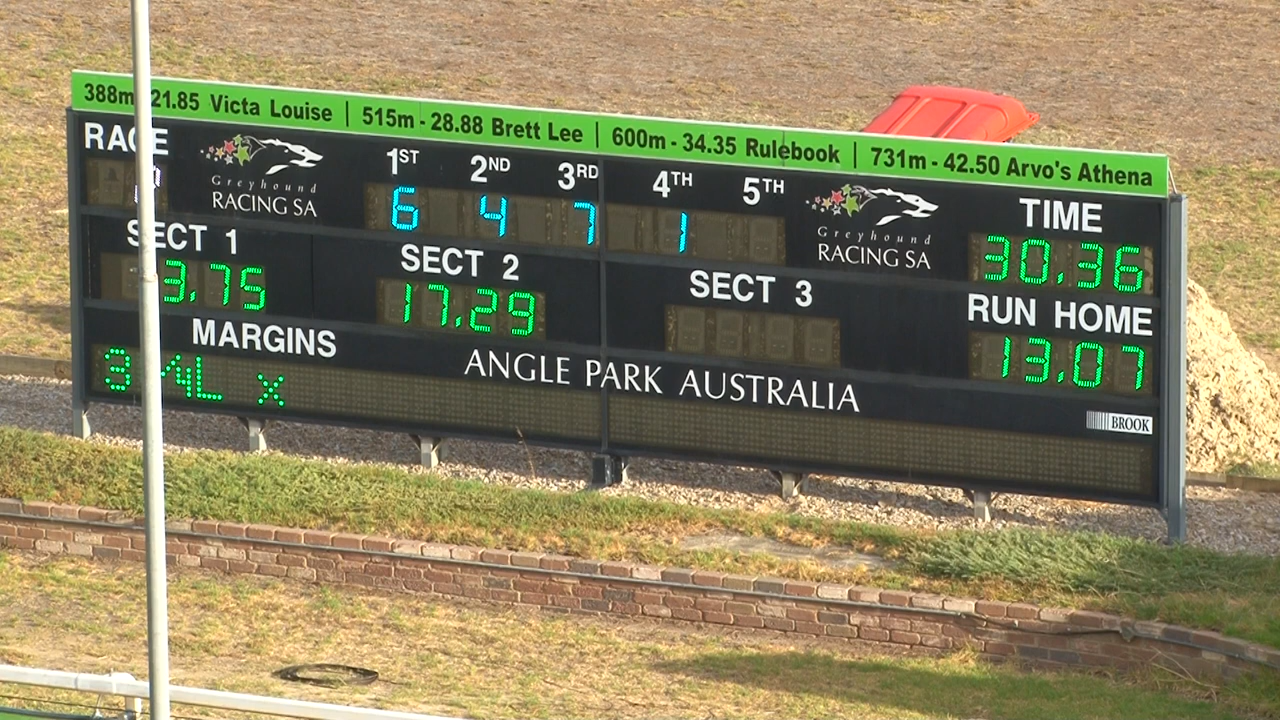 388m 21.85 Victa Louise | 515m - 28.88 Brett Lee | 600m - 34.35 Rulebook | 731m - 42.50 Arvo's Athena
RACE
Greyhound
RACING SA
1ST 2ND 3RD 4TH 5TH
6 4 7 1
Greyhound
RACING SA
TIME
30.36
SECT 1
3.75
SECT 2
17.29
SECT 3
RUN HOME
13.07
MARGINS
3 L x
ANGLE PARK AUSTRALIA
BROOK